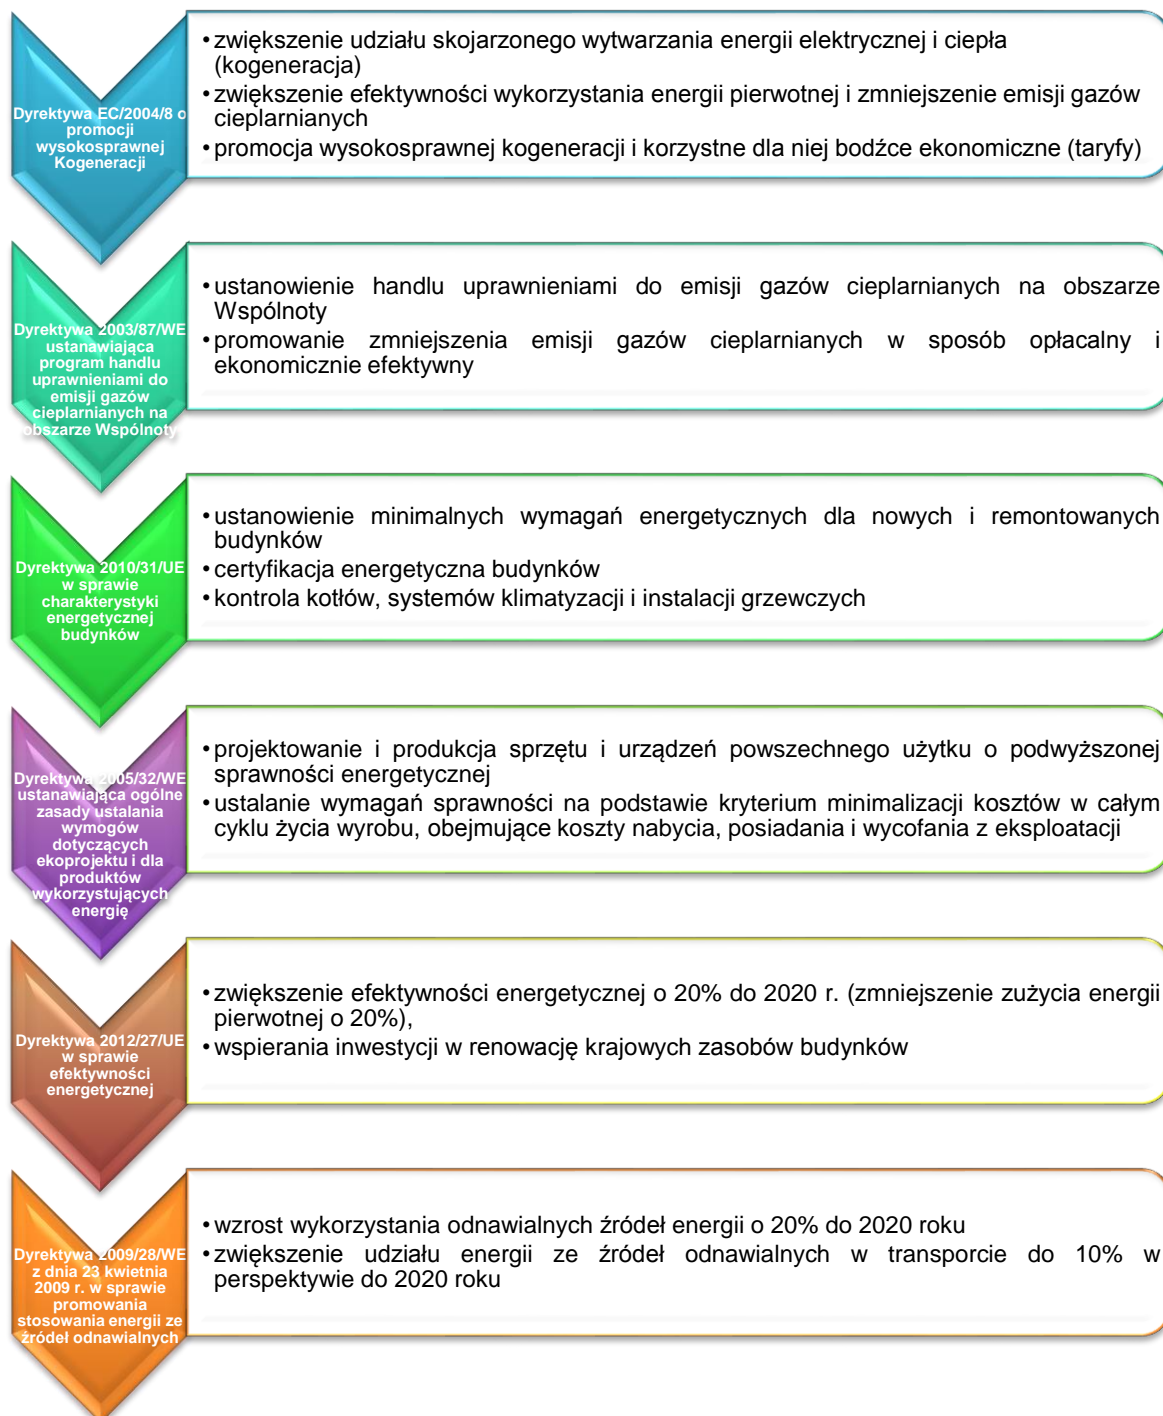 Dyrektywa EC/2004/8 o
promocji
wysokosprawnej
Kogeneracji
•zwiększenie udziału skojarzonego wytwarzania energii elektrycznej i ciepła
(kogeneracja)
•zwiększenie efektywności wykorzystania energii pierwotnej i zmniejszenie emisji gazów
cieplarnianych
•promocja wysokosprawnej kogeneracji i korzystne dla niej bodźce ekonomiczne (taryfy)
Dyrektywa 2003/87/WE
ustanawiająca
program handlu
uprawnieniami do
emisji gazów
cieplarnianych na
obszarze Wspólnoty
•ustanowienie handlu uprawnieniami do emisji gazów cieplarnianych na obszarze
Wspólnoty
•promowanie zmniejszenia emisji gazów cieplarnianych w sposób opłacalny i
ekonomicznie efektywny
Dyrektywa 2010/31/UE
w sprawie
charakterystyki
energetycznej
budynków
•ustanowienie minimalnych wymagań energetycznych dla nowych i remontowanych
budynków
•certyfikacja energetyczna budynków
•kontrola kotłów, systemów klimatyzacji i instalacji grzewczych
Dyrektywa 2005/32/WE
ustanawiająca ogólne
zasady ustalania
wymogów
dotyczących
ekoprojektu i dla
produktów
wykorzystujących
energię
•projektowanie i produkcja sprzętu i urządzeń powszechnego użytku o podwyższonej
sprawności energetycznej
•ustalanie wymagań sprawności na podstawie kryterium minimalizacji kosztów w całym
cyklu życia wyrobu, obejmujące koszty nabycia, posiadania i wycofania z eksploatacji
Dyrektywa 2012/27/UE
w sprawie
efektywności
energetycznej
•zwiększenie efektywności energetycznej o 20% do 2020 r. (zmniejszenie zużycia energii
pierwotnej o 20%),
•wspierania inwestycji w renowację krajowych zasobów budynków
Dyrektywa 2009/28/WE
z dnia 23 kwietnia
2009 r. w sprawie
promowania
stosowania energii ze
źródeł odnawialnych
•wzrost wykorzystania odnawialnych źródeł energii o 20% do 2020 roku
•zwiększenie udziału energii ze źródeł odnawialnych w transporcie do 10% w
perspektywie do 2020 roku